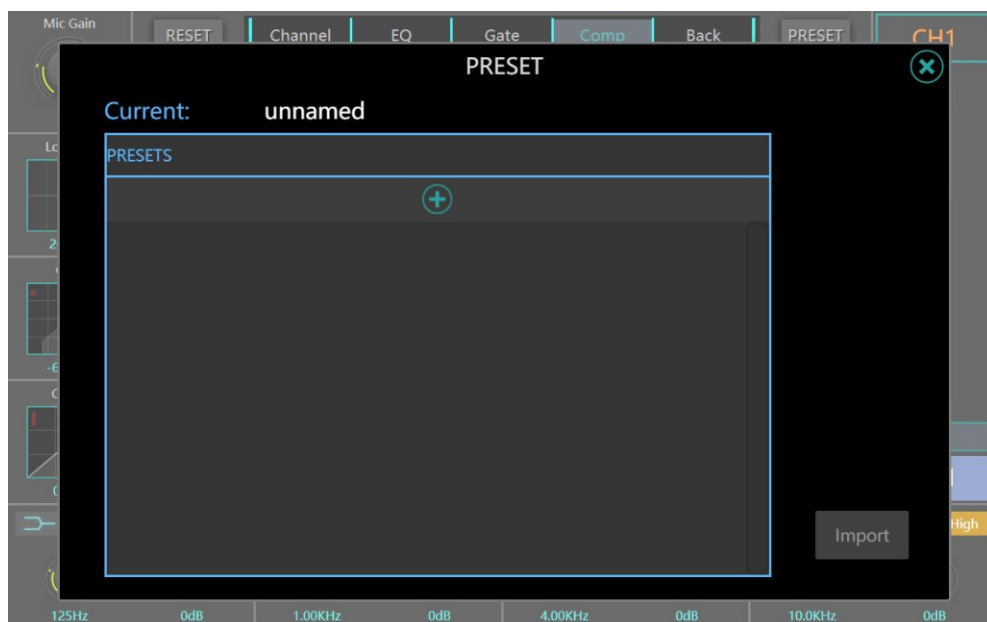 Mic Gain
RESET Channel EQ Gate Comp Back PRESET CH1
PRESET
Current: unnamed
PRESETS
Import
High
125Hz 0dB 1.00KHz 0dB 4.00KHz 0dB 10.0KHz 0dB